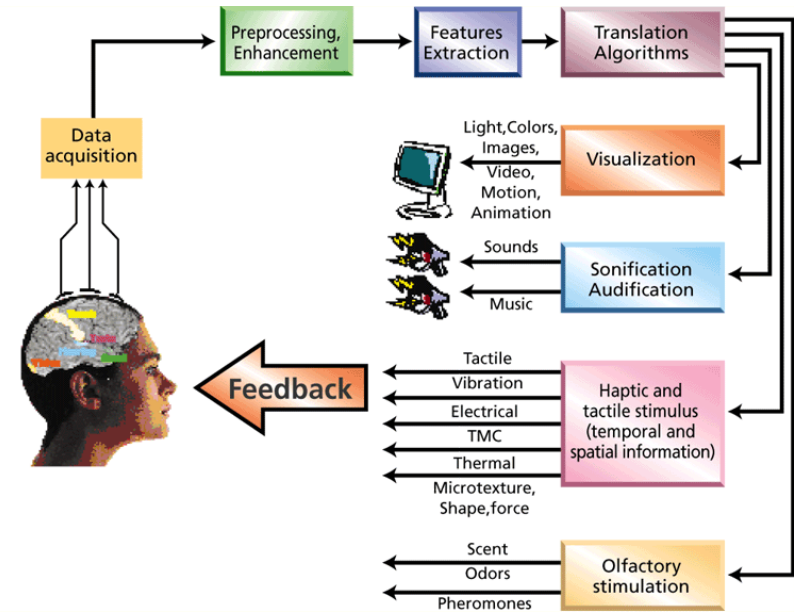 Preprocessing,
Enhancement
Features
Extraction
Translation
Algorithms
Data
acquisition
Light,Colors,
Images,
Video,
Motion,
Animation
Visualization
Sounds
Music
Sonification
Audification
Feedback
Tactile
Vibration
Electrical
TMC
Thermal
Microtexture,
Shape,force
Haptic and
tactile stimulus
(temporal and
spatial information)
Scent
Odors
Pheromones
Olfactory
stimulation